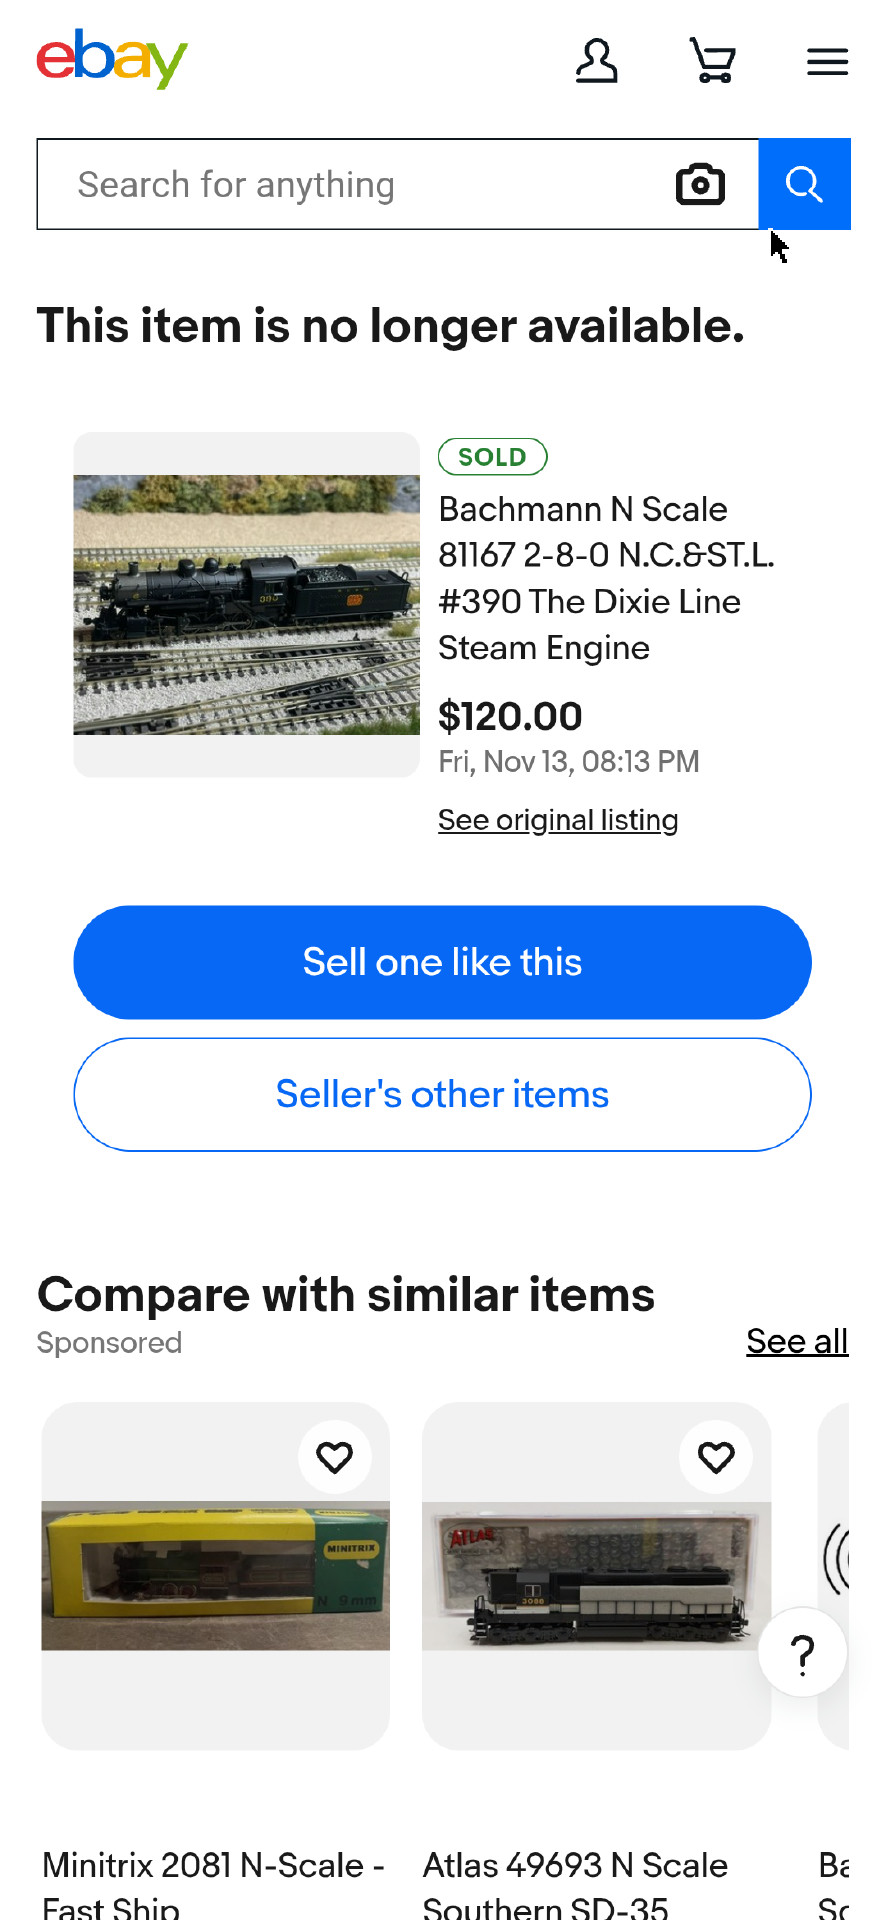 ebay
Search for anything
This item is no longer available.
SOLD
Bachmann N Scale
81167 2-8-0 N.C.&ST.L.
#390 The Dixie Line
Steam Engine
$120.00
Fri, Nov 13, 08:13 PM
See original listing
Sell one like this
Seller's other items
Compare with similar items
Sponsored
See all
MINITRIX
N 9mm
ATLAS
3080
?
Minitrix 2081 N-Scale -
Fast Ship
Atlas 49693 N Scale
Southern SD-35